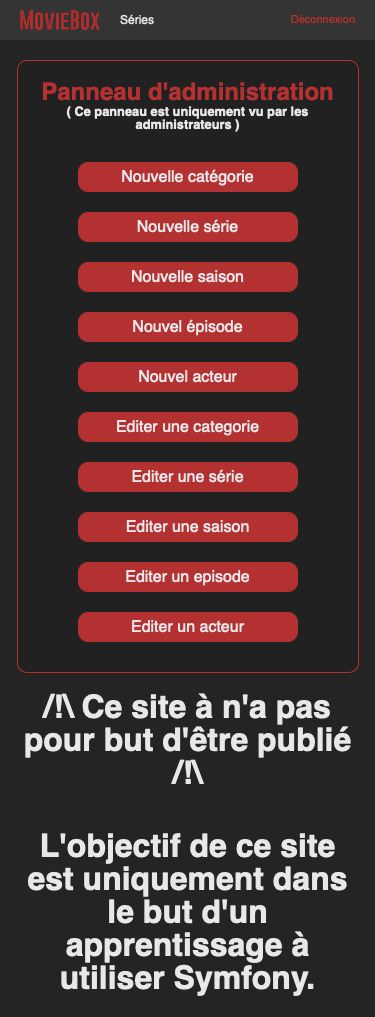 MOVIEBOX Séries Déconnexion
Panneau d'administration
( Ce panneau est uniquement vu par les
administrateurs )
Nouvelle catégorie
Nouvelle série
Nouvelle saison
Nouvel épisode
Nouvel acteur
Editer une categorie
Editer une série
Editer une saison
Editer un episode
Editer un acteur
/!\ Ce site à n'a pas
pour but d'être publié
/!\
L'objectif de ce site
est uniquement dans
le but d'un
apprentissage à
utiliser Symfony.